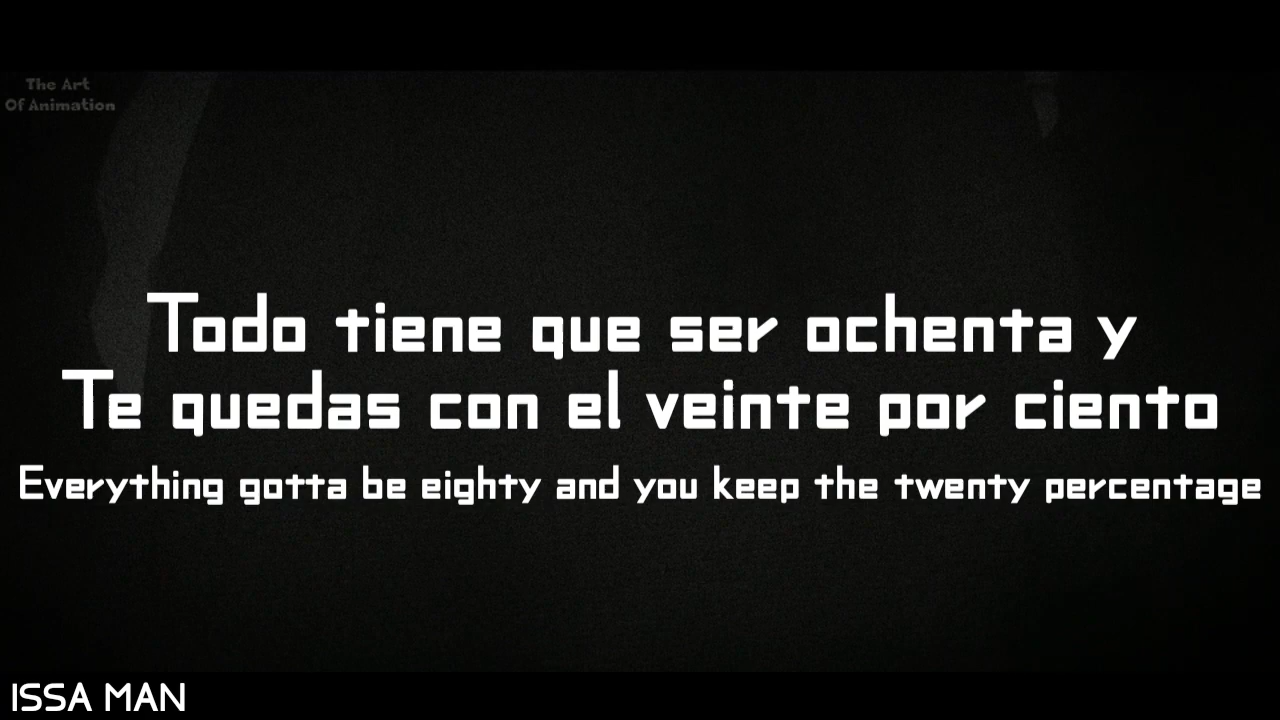 The Art
Of Animation
Todo tiene que ser ochenta y
Te quedas con el veinte por ciento
Everything gotta be eighty and you keep the twenty percentage
ISSA MAN